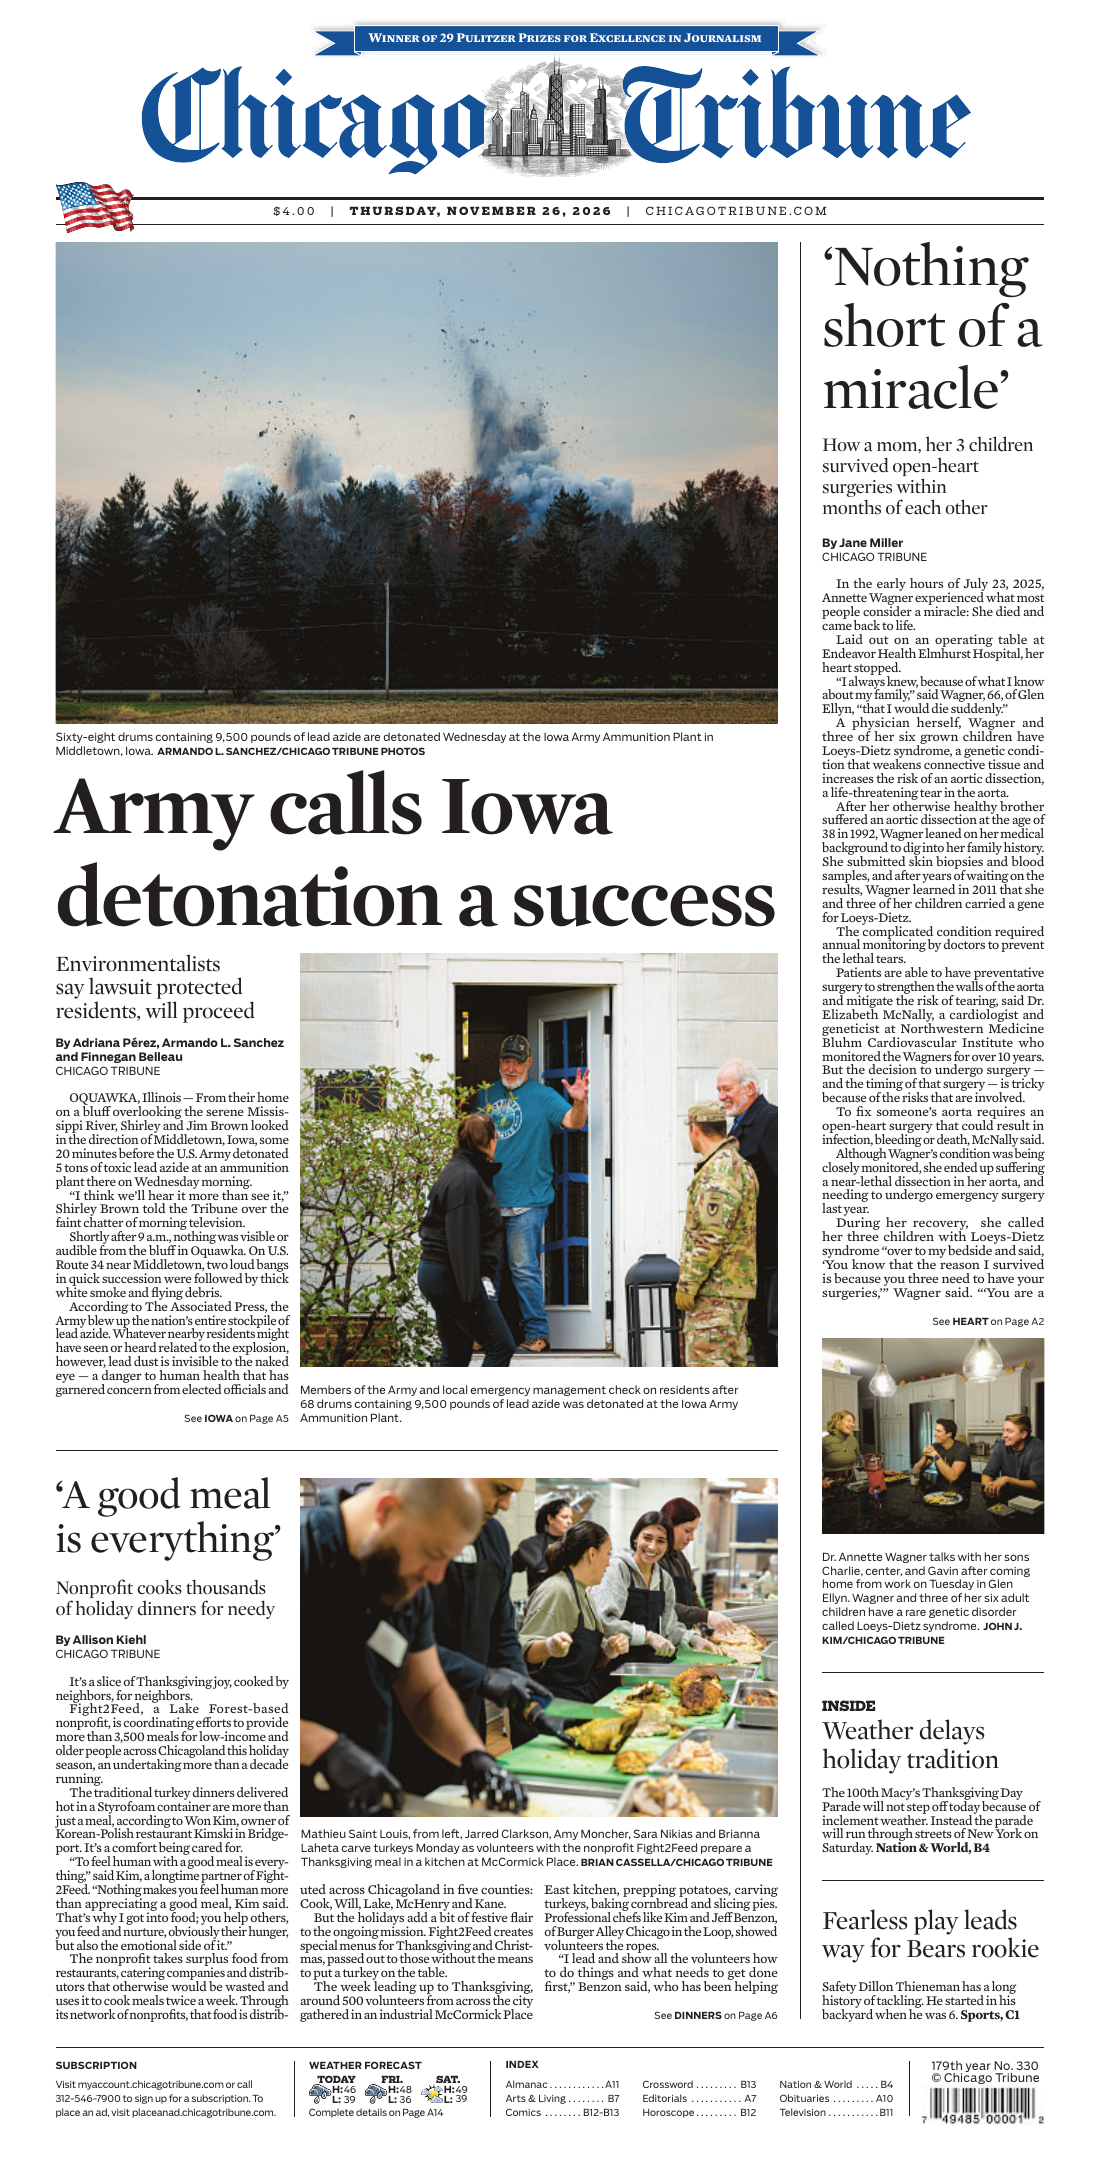 WINNER OF 29 PULITZER PRIZES FOR EXCELLENCE IN JOURNALISM
Chicago Tribune
$4.00 | THURSDAY, NOVEMBER 26, 2026 | CHICAGOTRIBUNE.COM
Sixty-eight drums containing 9,500 pounds of lead azide are detonated Wednesday at the Iowa Army Ammunition Plant in
Middletown, Iowa. ARMANDO L. SANCHEZ/CHICAGO TRIBUNE PHOTOS
Army calls Iowa
detonation a success
Environmentalists
say lawsuit protected
residents, will proceed
By Adriana Pérez, Armando L. Sanchez
and Finnegan Belleau
CHICAGO TRIBUNE
OQUAWKA, Illinois — From their home
on a bluff overlooking the serene Missis-
sippi River, Shirley and Jim Brown looked
in the direction of Middletown, Iowa, some
20 minutes before the U.S. Army detonated
5 tons of toxic lead azide at an ammunition
plant there on Wednesday morning.
“I think we’ll hear it more than see it,”
Shirley Brown told the Tribune over the
faint chatter of morning television.
Shortly after 9 a.m., nothing was visible or
audible from the bluff in Oquawka. On U.S.
Route 34 near Middletown, two loud bangs
in quick succession were followed by thick
white smoke and flying debris.
According to The Associated Press, the
Army blew up the nation’s entire stockpile of
lead azide. Whatever nearby residents might
have seen or heard related to the explosion,
however, lead dust is invisible to the naked
eye — a danger to human health that has
garnered concern from elected officials and
See IOWA on Page A5
Members of the Army and local emergency management check on residents after
68 drums containing 9,500 pounds of lead azide was detonated at the Iowa Army
Ammunition Plant.
‘A good meal
is everything’
Nonprofit cooks thousands
of holiday dinners for needy
By Allison Kiehl
CHICAGO TRIBUNE
It’s a slice of Thanksgiving joy, cooked by
neighbors, for neighbors.
Fight2Feed, a Lake Forest-based
nonprofit, is coordinating efforts to provide
more than 3,500 meals for low-income and
older people across Chicagoland this holiday
season, an undertaking more than a decade
running.
The traditional turkey dinners delivered
hot in a Styrofoam container are more than
just a meal, according to Won Kim, owner of
Korean-Polish restaurant Kimski in Bridge-
port. It’s a comfort being cared for.
“To feel human with a good meal is every-
thing,” said Kim, a longtime partner of Fight-
2Feed. “Nothing makes you feel human more
than appreciating a good meal, Kim said.
That’s why I got into food; you help others,
you feed and nurture, obviously their hunger,
but also the emotional side of it.”
The nonprofit takes surplus food from
restaurants, catering companies and distrib-
utors that otherwise would be wasted and
uses it to cook meals twice a week. Through
its network of nonprofits, that food is distrib-
Mathieu Saint Louis, from left, Jarred Clarkson, Amy Moncher, Sara Nikias and Brianna
Laheta carve turkeys Monday as volunteers with the nonprofit Fight2Feed prepare a
Thanksgiving meal in a kitchen at McCormick Place. BRIAN CASSELLA/CHICAGO TRIBUNE
uted across Chicagoland in five counties:
Cook, Will, Lake, McHenry and Kane.
But the holidays add a bit of festive flair
to the ongoing mission. Fight2Feed creates
special menus for Thanksgiving and Christ-
mas, passed out to those without the means
to put a turkey on the table.
The week leading up to Thanksgiving,
around 500 volunteers from across the city
gathered in an industrial McCormick Place
East kitchen, prepping potatoes, carving
turkeys, baking cornbread and slicing pies.
Professional chefs like Kim and Jeff Benzon,
of Burger Alley Chicago in the Loop, showed
volunteers the ropes.
“I lead and show all the volunteers how
to do things and what needs to get done
first,” Benzon said, who has been helping
See DINNERS on Page A6
‘Nothing
short of a
miracle’
How a mom, her 3 children
survived open-heart
surgeries within
months of each other
By Jane Miller
CHICAGO TRIBUNE
In the early hours of July 23, 2025,
Annette Wagner experienced what most
people consider a miracle: She died and
came back to life.
Laid out on an operating table at
Endeavor Health Elmhurst Hospital, her
heart stopped.
“I always knew, because of what I know
about my family,” said Wagner, 66, of Glen
Ellyn, “that I would die suddenly.”
A physician herself, Wagner and
three of her six grown children have
Loeys-Dietz syndrome, a genetic condi-
tion that weakens connective tissue and
increases the risk of an aortic dissection,
a life-threatening tear in the aorta.
After her otherwise healthy brother
suffered an aortic dissection at the age of
38 in 1992, Wagner leaned on her medical
background to dig into her family history.
She submitted skin biopsies and blood
samples, and after years of waiting on the
results, Wagner learned in 2011 that she
and three of her children carried a gene
for Loeys-Dietz.
The complicated condition required
annual monitoring by doctors to prevent
the lethal tears.
Patients are able to have preventative
surgery to strengthen the walls of the aorta
and mitigate the risk of tearing, said Dr.
Elizabeth McNally, a cardiologist and
geneticist at Northwestern Medicine
Bluhm Cardiovascular Institute who
monitored the Wagners for over 10 years.
But the decision to undergo surgery —
and the timing of that surgery — is tricky
because of the risks that are involved.
To fix someone’s aorta requires an
open-heart surgery that could result in
infection, bleeding or death, McNally said.
Although Wagner’s condition was being
closely monitored, she ended up suffering
a near-lethal dissection in her aorta, and
needing to undergo emergency surgery
last year.
During her recovery, she called
her three children with Loeys-Dietz
syndrome “over to my bedside and said,
‘You know that the reason I survived
is because you three need to have your
surgeries,’” Wagner said. “‘You are a
See HEART on Page A2
Dr. Annette Wagner talks with her sons
Charlie, center, and Gavin after coming
home from work on Tuesday in Glen
Ellyn. Wagner and three of her six adult
children have a rare genetic disorder
called Loeys-Dietz syndrome. JOHN J.
KIM/CHICAGO TRIBUNE
INSIDE
Weather delays
holiday tradition
The 100th Macy’s Thanksgiving Day
Parade will not step off today because of
inclement weather. Instead the parade
will run through streets of New York on
Saturday. Nation & World, B4
Fearless play leads
way for Bears rookie
Safety Dillon Thieneman has a long
history of tackling. He started in his
backyard when he was 6. Sports, C1
SUBSCRIPTION
Visit myaccount.chicagotribune.com or call
312-546-7900 to sign up for a subscription. To
place an ad, visit placeanad.chicagotribune.com.
WEATHER FORECAST
TODAY FRI. SAT.
H:46 H:48 H:49
L: 39 L: 36 L: 39
Complete details on Page A14
INDEX
Almanac ........... A11
Arts & Living ........ B7
Comics ........ B12-B13
Crossword ......... B13
Editorials ........... A7
Horoscope ......... B12
Nation & World ..... B4
Obituaries ......... A10
Television .......... B11
179th year No. 330
© Chicago Tribune
7 49485 00001 2